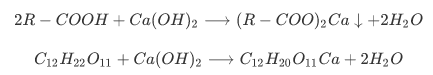 2R − COOH + Ca(OH)₂ ⟶ (R − COO)₂Ca ↓ +2H₂O
C₁₂H₂₂O₁₁ + Ca(OH)₂ ⟶ C₁₂H₂₀O₁₁Ca + 2H₂O